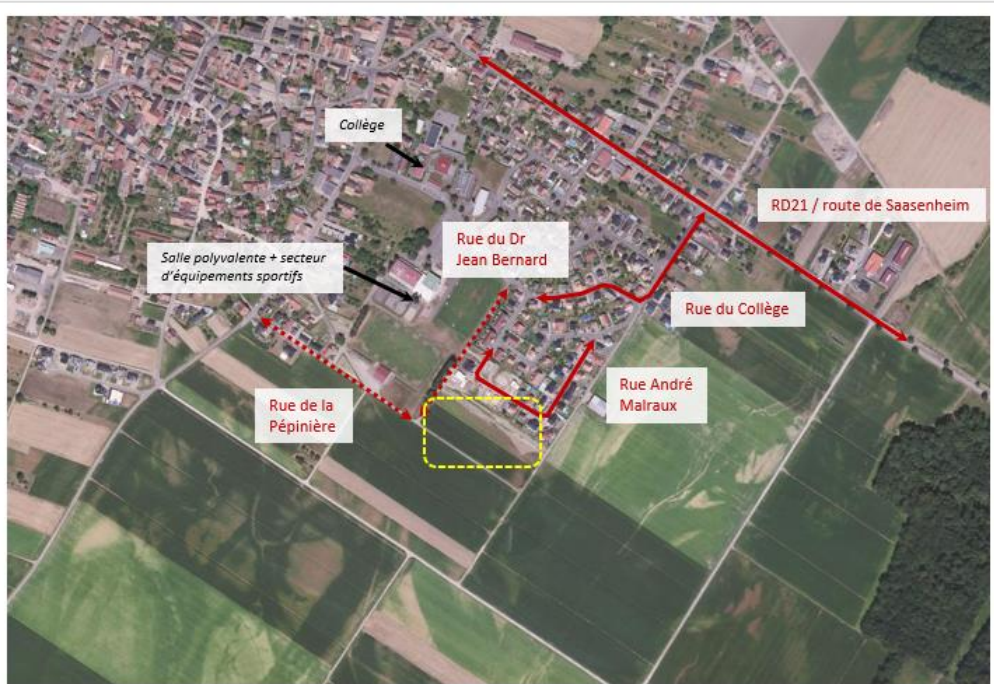 Collège
RD21 / route de Saasenheim
Rue du Dr
Jean Bernard
Salle polyvalente + secteur
d'équipements sportifs
Rue du Collège
Rue André
Malraux
Rue de la
Pépinière